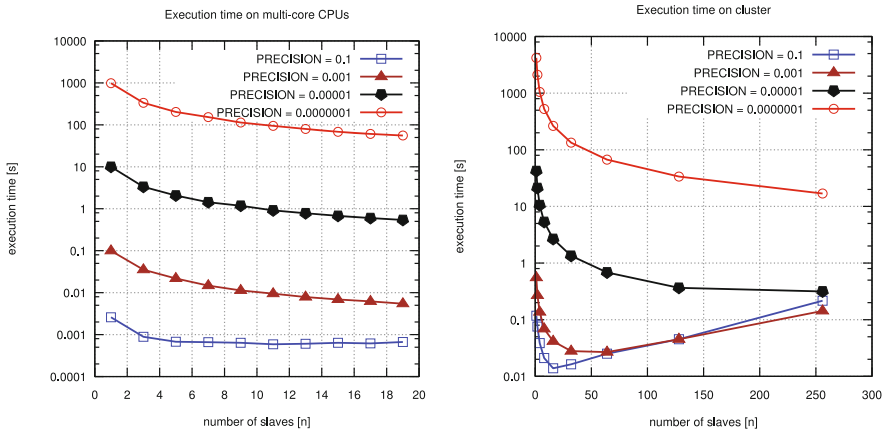 Execution time on multi-core CPUs
PRECISION = 0.1
PRECISION = 0.001
PRECISION = 0.00001
PRECISION = 0.0000001
10000
1000
100
10
1
0.1
0.01
0.001
0.0001
execution time [s]
0 2 4 6 8 10 12 14 16 18 20
number of slaves [n]
Execution time on cluster
PRECISION = 0.1
PRECISION = 0.001
PRECISION = 0.00001
PRECISION = 0.0000001
10000
1000
100
10
1
0.1
0.01
execution time [s]
0 50 100 150 200 250 300
number of slaves [n]